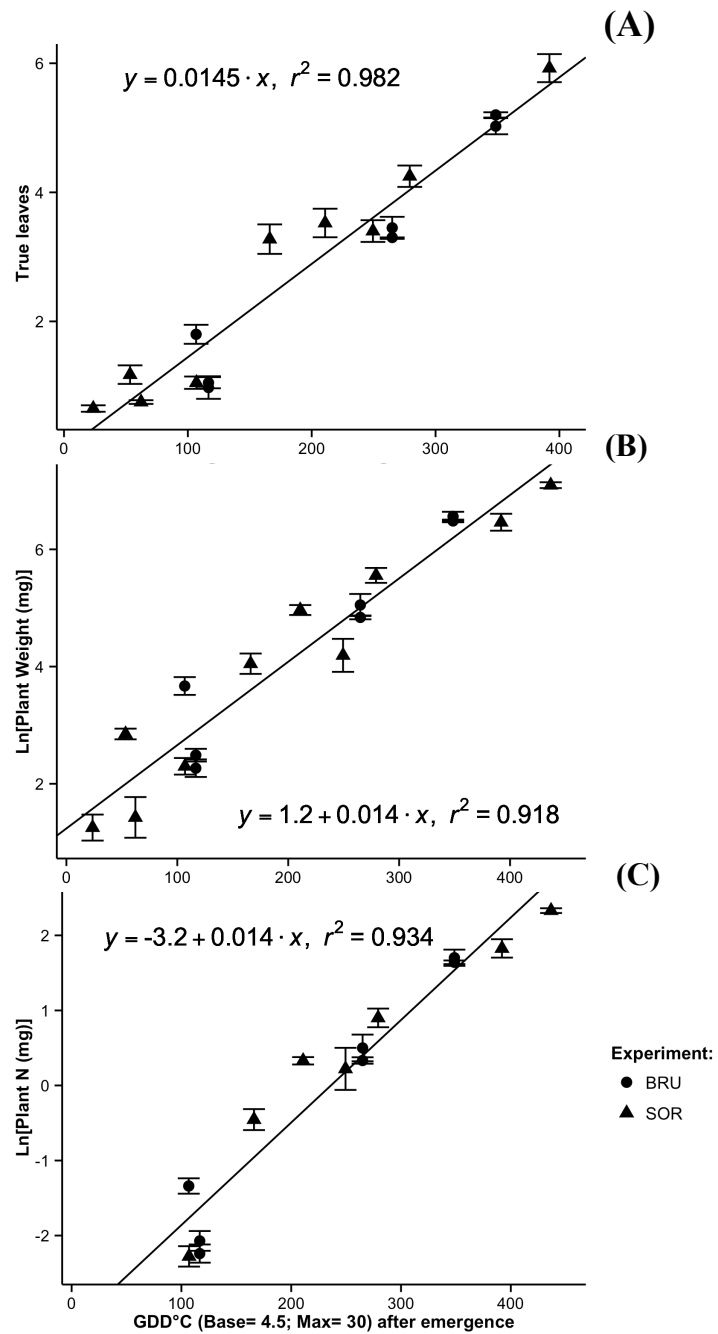 (A)
y = 0.0145 · x, r² = 0.982
True leaves
6
4
2
0 100 200 300 400
(B)
Ln[Plant Weight (mg)]
6
4
2
y = 1.2 + 0.014 · x, r² = 0.918
0 100 200 300 400
(C)
y = -3.2 + 0.014 · x, r² = 0.934
Ln[Plant N (mg)]
2
1
0
-1
-2
Experiment:
BRU
SOR
0 100 200 300 400
GDD°C (Base= 4.5; Max= 30) after emergence